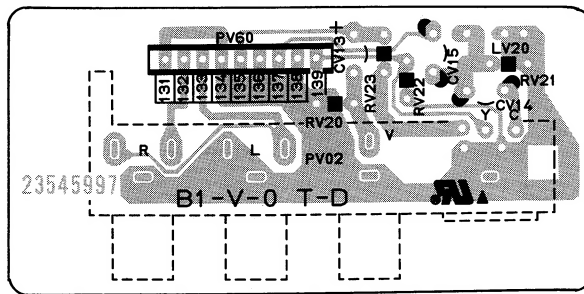 PV60
CV13 +
131 132 133 134 135 136 137 138 139
RV23
RV22
CV15
LV20
RV21
CV14
Y C
RV20
R L V
PV02
23545997
B1-V-0 T-D